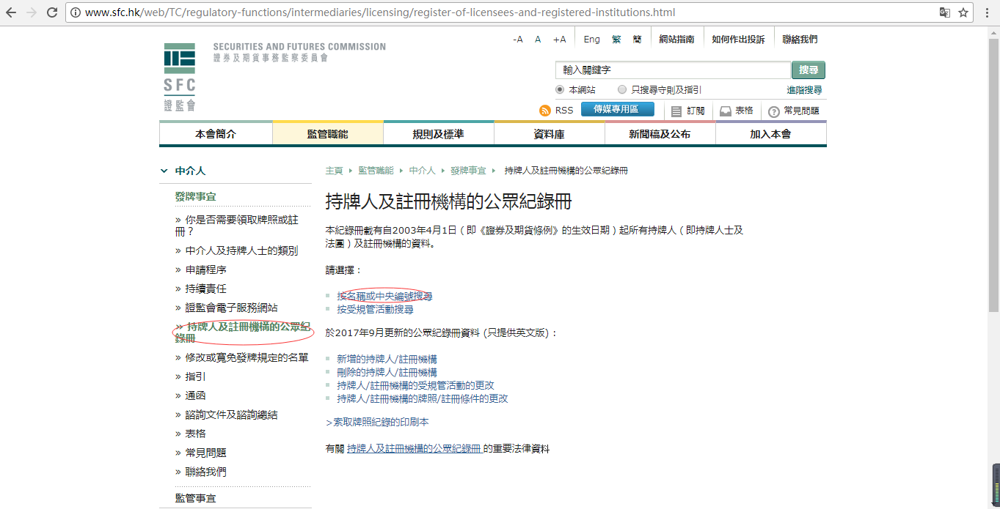 www.sfc.hk/web/TC/regulatory-functions/intermediaries/licensing/register-of-licensees-and-registered-institutions.html
-A A +A Eng 繁 簡 網站指南 如何作出投訴 聯絡我們
SECURITIES AND FUTURES COMMISSION
證券及期貨事務監察委員會
SFC
證監會
輸入關鍵字 搜尋
本網站 只搜尋守則及指引 進階搜尋
RSS 傳媒專用區 訂閱 表格 常見問題
本會簡介 監管職能 規則及標準 資料庫 新聞稿及公布 加入本會
中介人
發牌事宜
» 你是否需要領取牌照或註
冊？
» 中介人及持牌人士的類別
» 申請程序
» 持續責任
» 證監會電子服務網站
» 持牌人及註冊機構的公眾紀
錄冊
» 修改或寬免發牌規定的名單
» 指引
» 通函
» 諮詢文件及諮詢總結
» 表格
» 常見問題
» 聯絡我們
監管事宜
主頁 監管職能 中介人 發牌事宜 持牌人及註冊機構的公眾紀錄冊
持牌人及註冊機構的公眾紀錄冊
本紀錄冊載有自2003年4月1日（即《證券及期貨條例》的生效日期）起所有持牌人（即持牌人士及
法團）及註冊機構的資料。
請選擇：
按名稱或中央編號搜尋
按受規管活動搜尋
於2017年9月更新的公眾紀錄冊資料 (只提供英文版)：
新增的持牌人/註冊機構
刪除的持牌人/註冊機構
持牌人/註冊機構的受規管活動的更改
持牌人/註冊機構的牌照/註冊條件的更改
>索取牌照紀錄的印刷本
有關 持牌人及註冊機構的公眾紀錄冊 的重要法律資料